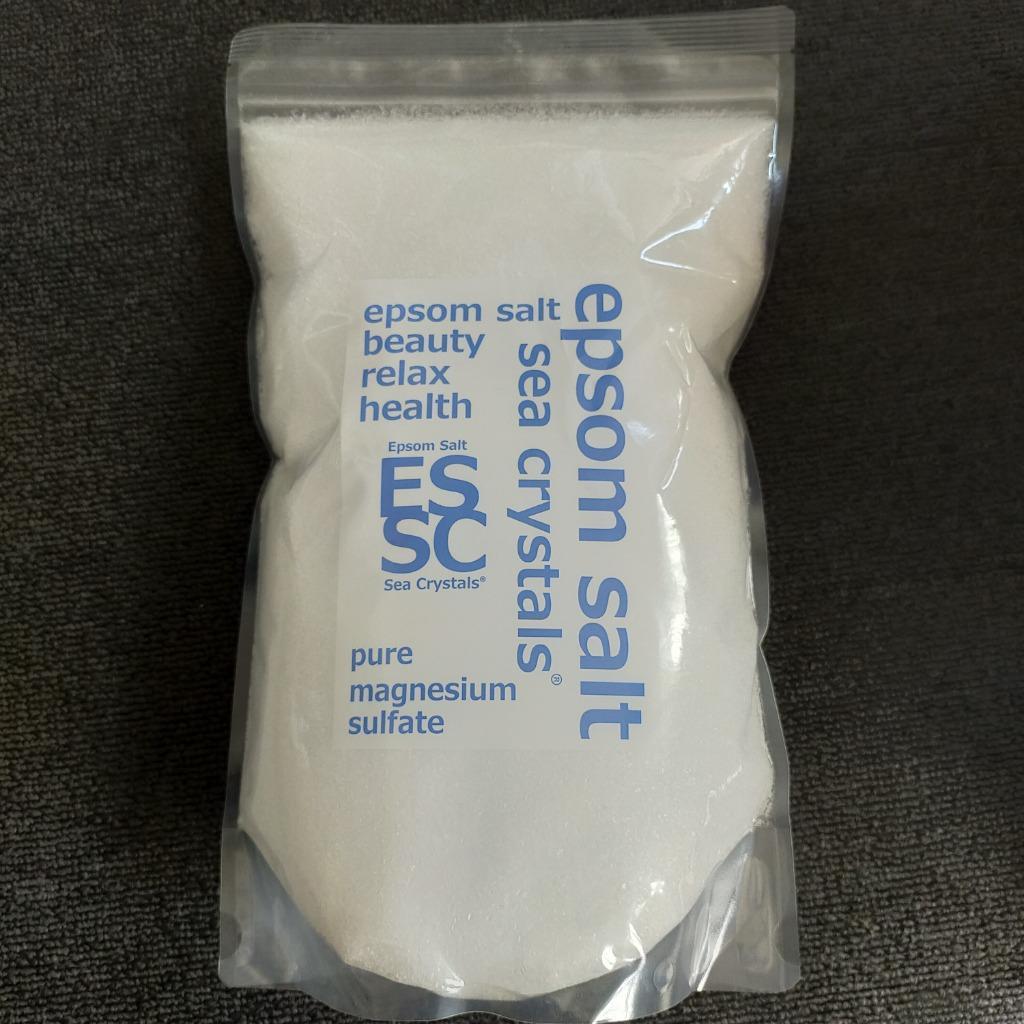 epsom salt
beauty
relax
health
Epsom Salt
ES
SC
Sea Crystals®
pure
magnesium
sulfate
epsom salt
sea crystals®